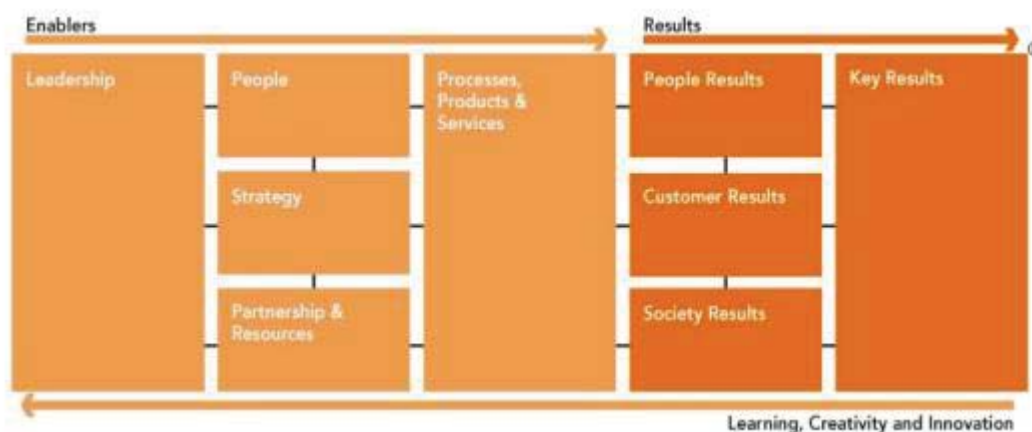 Enablers
Results
Leadership
People
Processes,
Products &
Services
People Results
Key Results
Strategy
Customer Results
Partnership &
Resources
Society Results
Learning, Creativity and Innovation